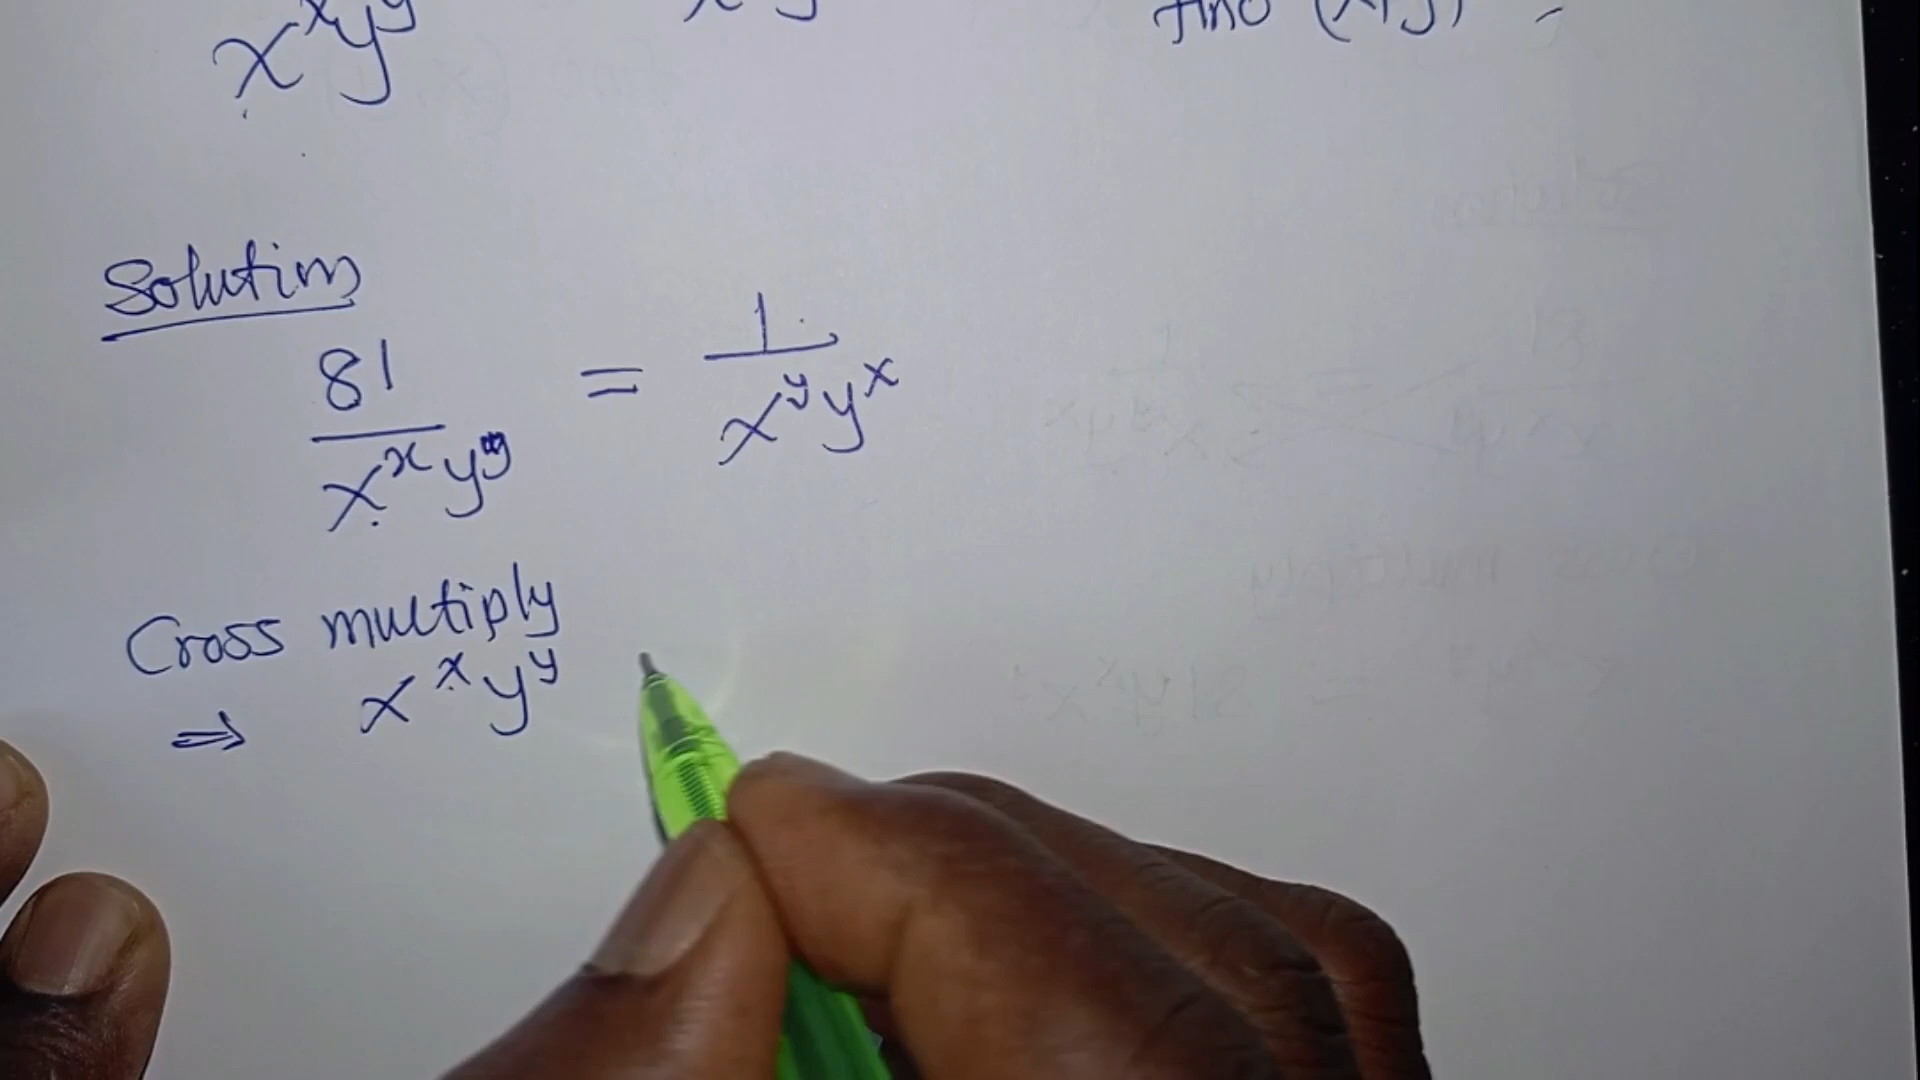 x^x y^y find (x,y)
Solution
81/(x^x y^y) = 1/(x^y y^x)
Cross multiply
⇒ x^x y^y